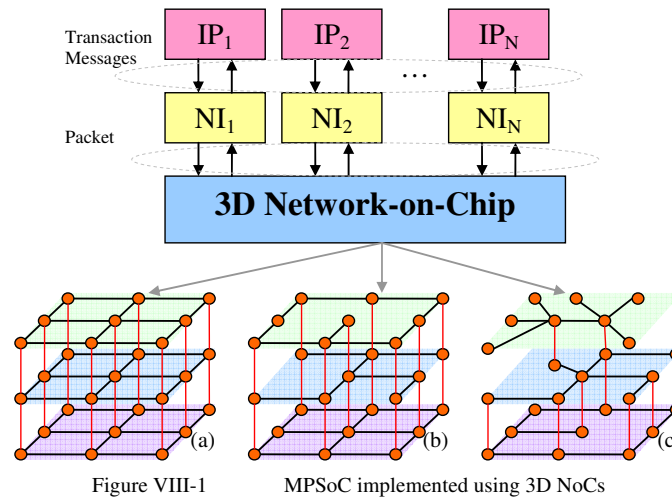 Transaction
Messages
IP1 IP2 IPN
...
NI1 NI2 NIN
Packet
3D Network-on-Chip
(a) (b) (c
Figure VIII-1 MPSoC implemented using 3D NoCs